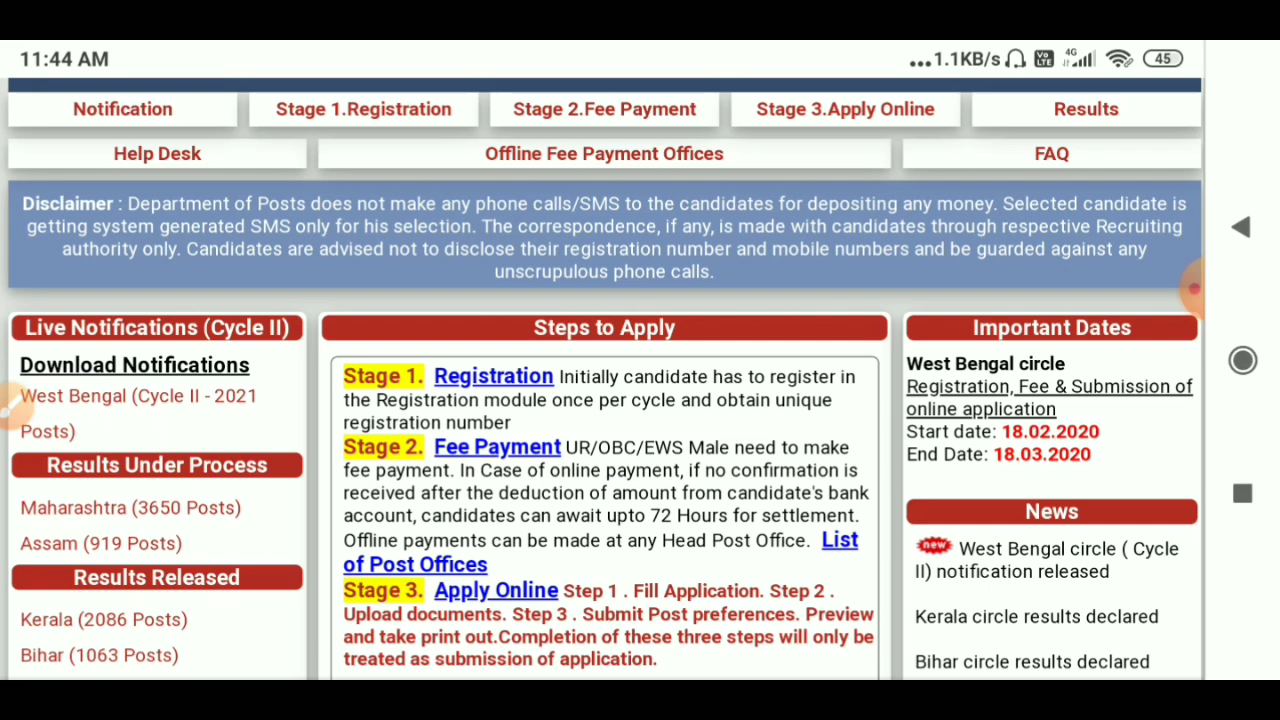 11:44 AM
...1.1KB/s Vo LTE 4G 45
Notification
Stage 1.Registration
Stage 2.Fee Payment
Stage 3.Apply Online
Results
Help Desk
Offline Fee Payment Offices
FAQ
Disclaimer : Department of Posts does not make any phone calls/SMS to the candidates for depositing any money. Selected candidate is
getting system generated SMS only for his selection. The correspondence, if any, is made with candidates through respective Recruiting
authority only. Candidates are advised not to disclose their registration number and mobile numbers and be guarded against any
unscrupulous phone calls.
Live Notifications (Cycle II)
Download Notifications
West Bengal (Cycle II - 2021
Posts)
Results Under Process
Maharashtra (3650 Posts)
Assam (919 Posts)
Results Released
Kerala (2086 Posts)
Bihar (1063 Posts)
Steps to Apply
Stage 1. Registration Initially candidate has to register in
the Registration module once per cycle and obtain unique
registration number
Stage 2. Fee Payment UR/OBC/EWS Male need to make
fee payment. In Case of online payment, if no confirmation is
received after the deduction of amount from candidate's bank
account, candidates can await upto 72 Hours for settlement.
Offline payments can be made at any Head Post Office. List
of Post Offices
Stage 3. Apply Online Step 1 . Fill Application. Step 2 .
Upload documents. Step 3 . Submit Post preferences. Preview
and take print out.Completion of these three steps will only be
treated as submission of application.
Important Dates
West Bengal circle
Registration, Fee & Submission of
online application
Start date: 18.02.2020
End Date: 18.03.2020
News
new West Bengal circle ( Cycle
II) notification released
Kerala circle results declared
Bihar circle results declared